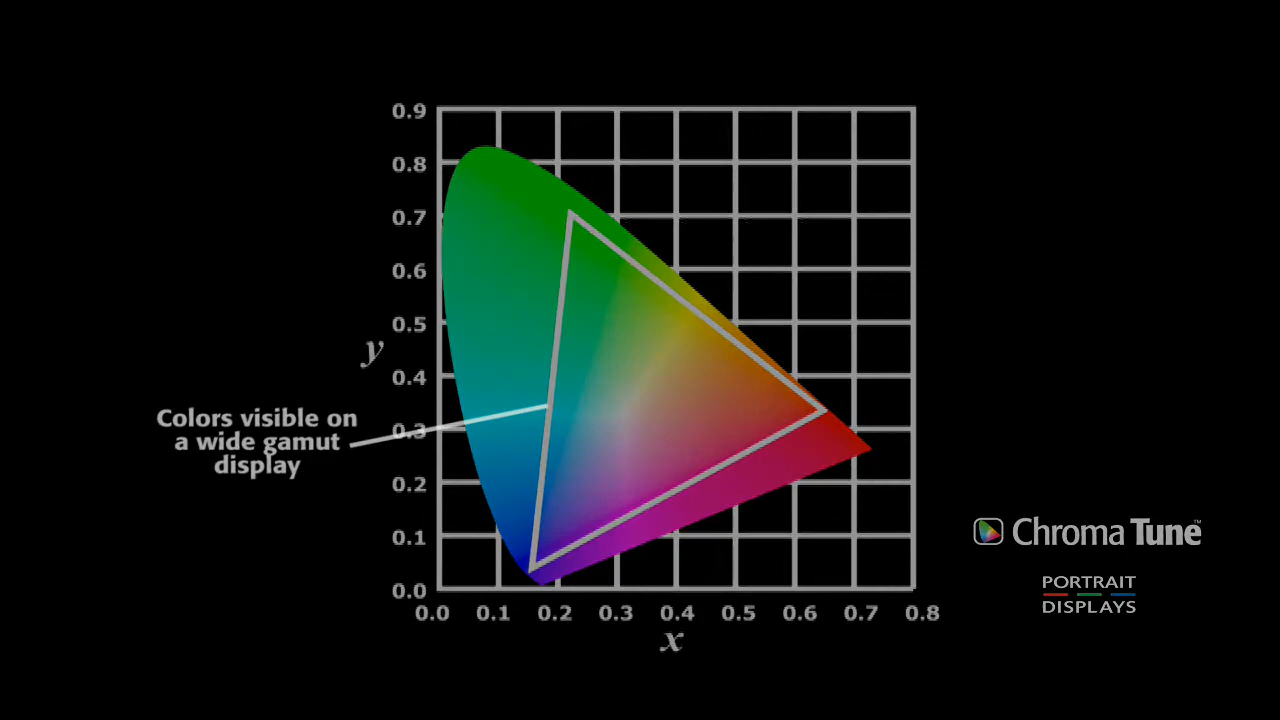 0.9
0.8
0.7
0.6
0.5
y
0.4
Colors visible on
a wide gamut
display
0.3
0.2
0.1
0.0
0.0 0.1 0.2 0.3 0.4 0.5 0.6 0.7 0.8
x
Chroma Tune™
PORTRAIT
DISPLAYS